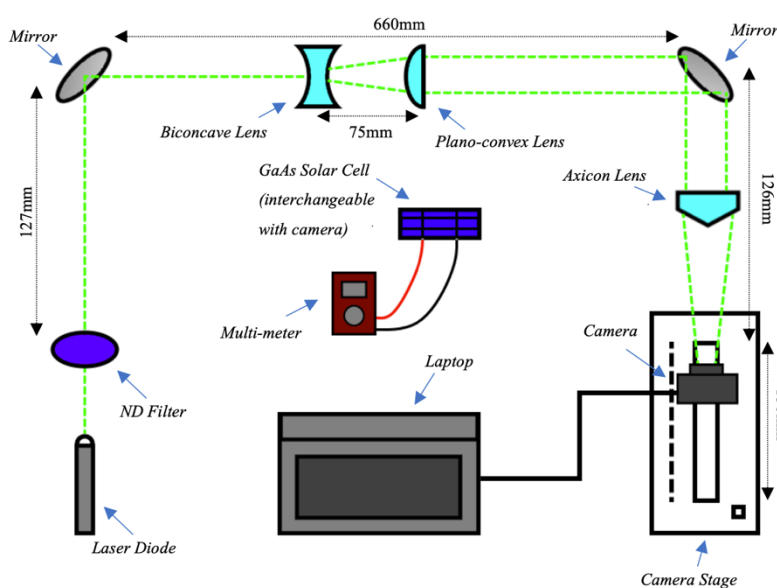 660mm
Mirror
Mirror
Biconcave Lens
75mm
Plano-convex Lens
GaAs Solar Cell
(interchangeable
with camera)
Axicon Lens
127mm
126mm
Multi-meter
Camera
Laptop
ND Filter
Laser Diode
Camera Stage